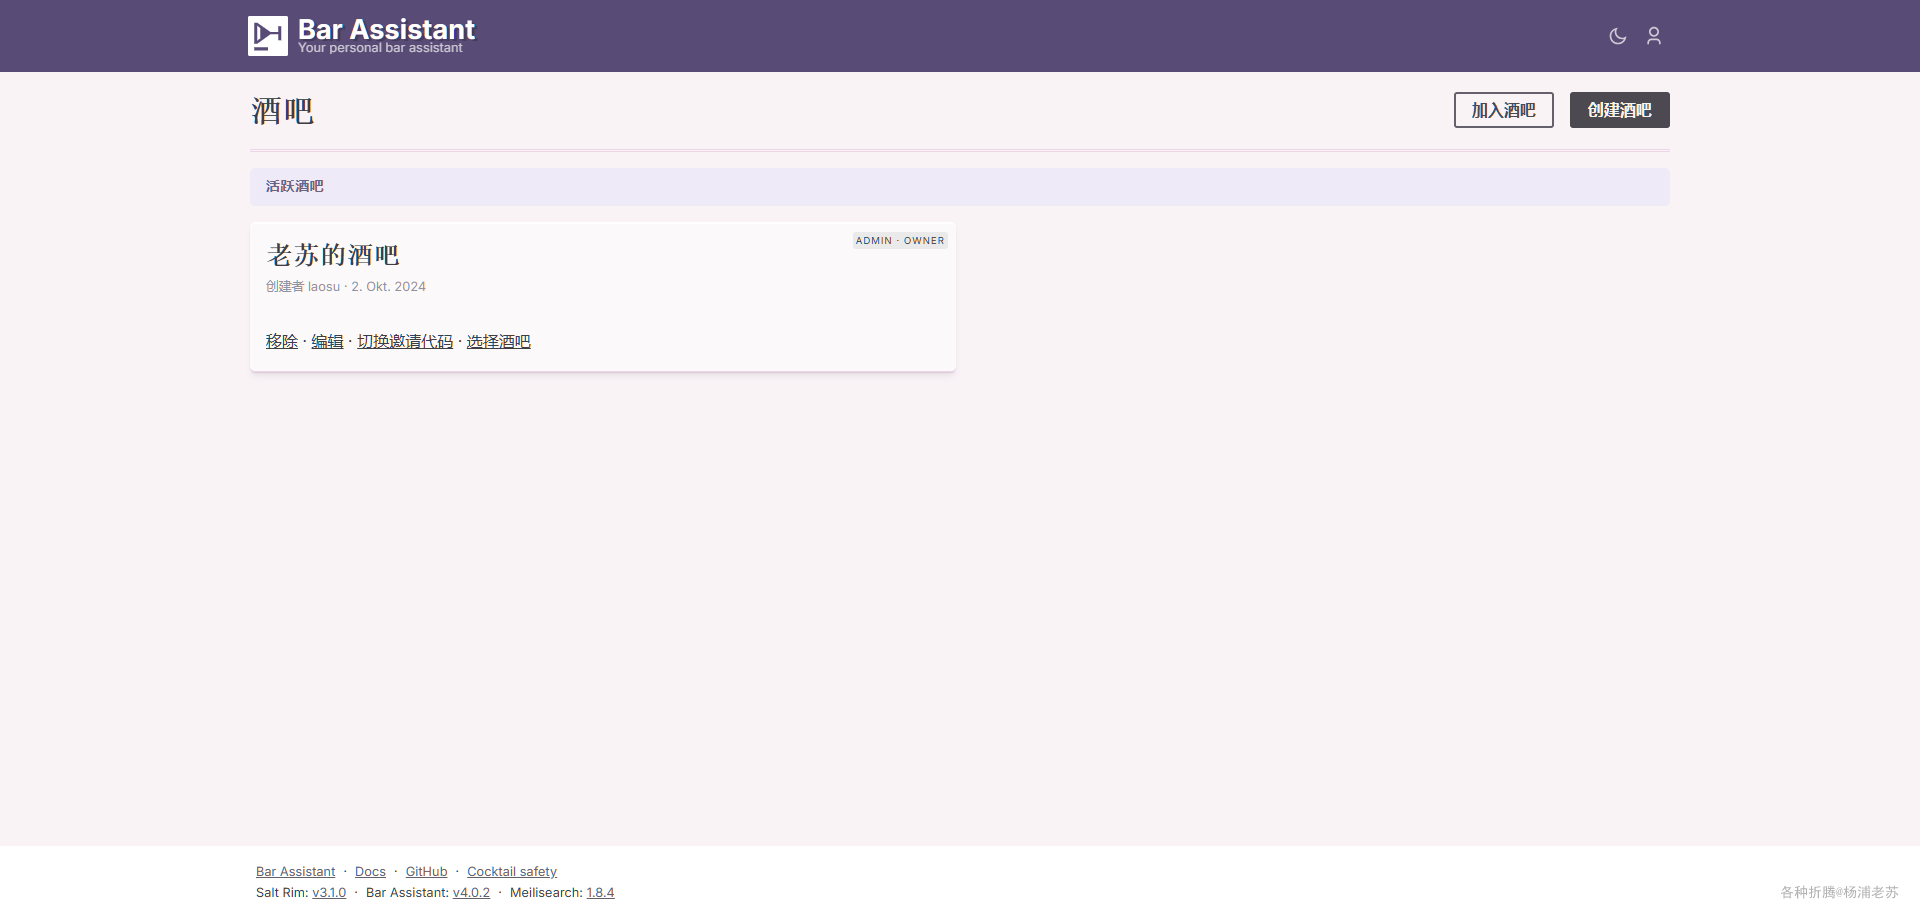 Bar Assistant
Your personal bar assistant
酒吧
加入酒吧
创建酒吧
活跃酒吧
老苏的酒吧
ADMIN · OWNER
创建者 laosu · 2. Okt. 2024
移除 · 编辑 · 切换邀请代码 · 选择酒吧
Bar Assistant · Docs · GitHub · Cocktail safety
Salt Rim: v3.1.0 · Bar Assistant: v4.0.2 · Meilisearch: 1.8.4
各种折腾@杨浦老苏